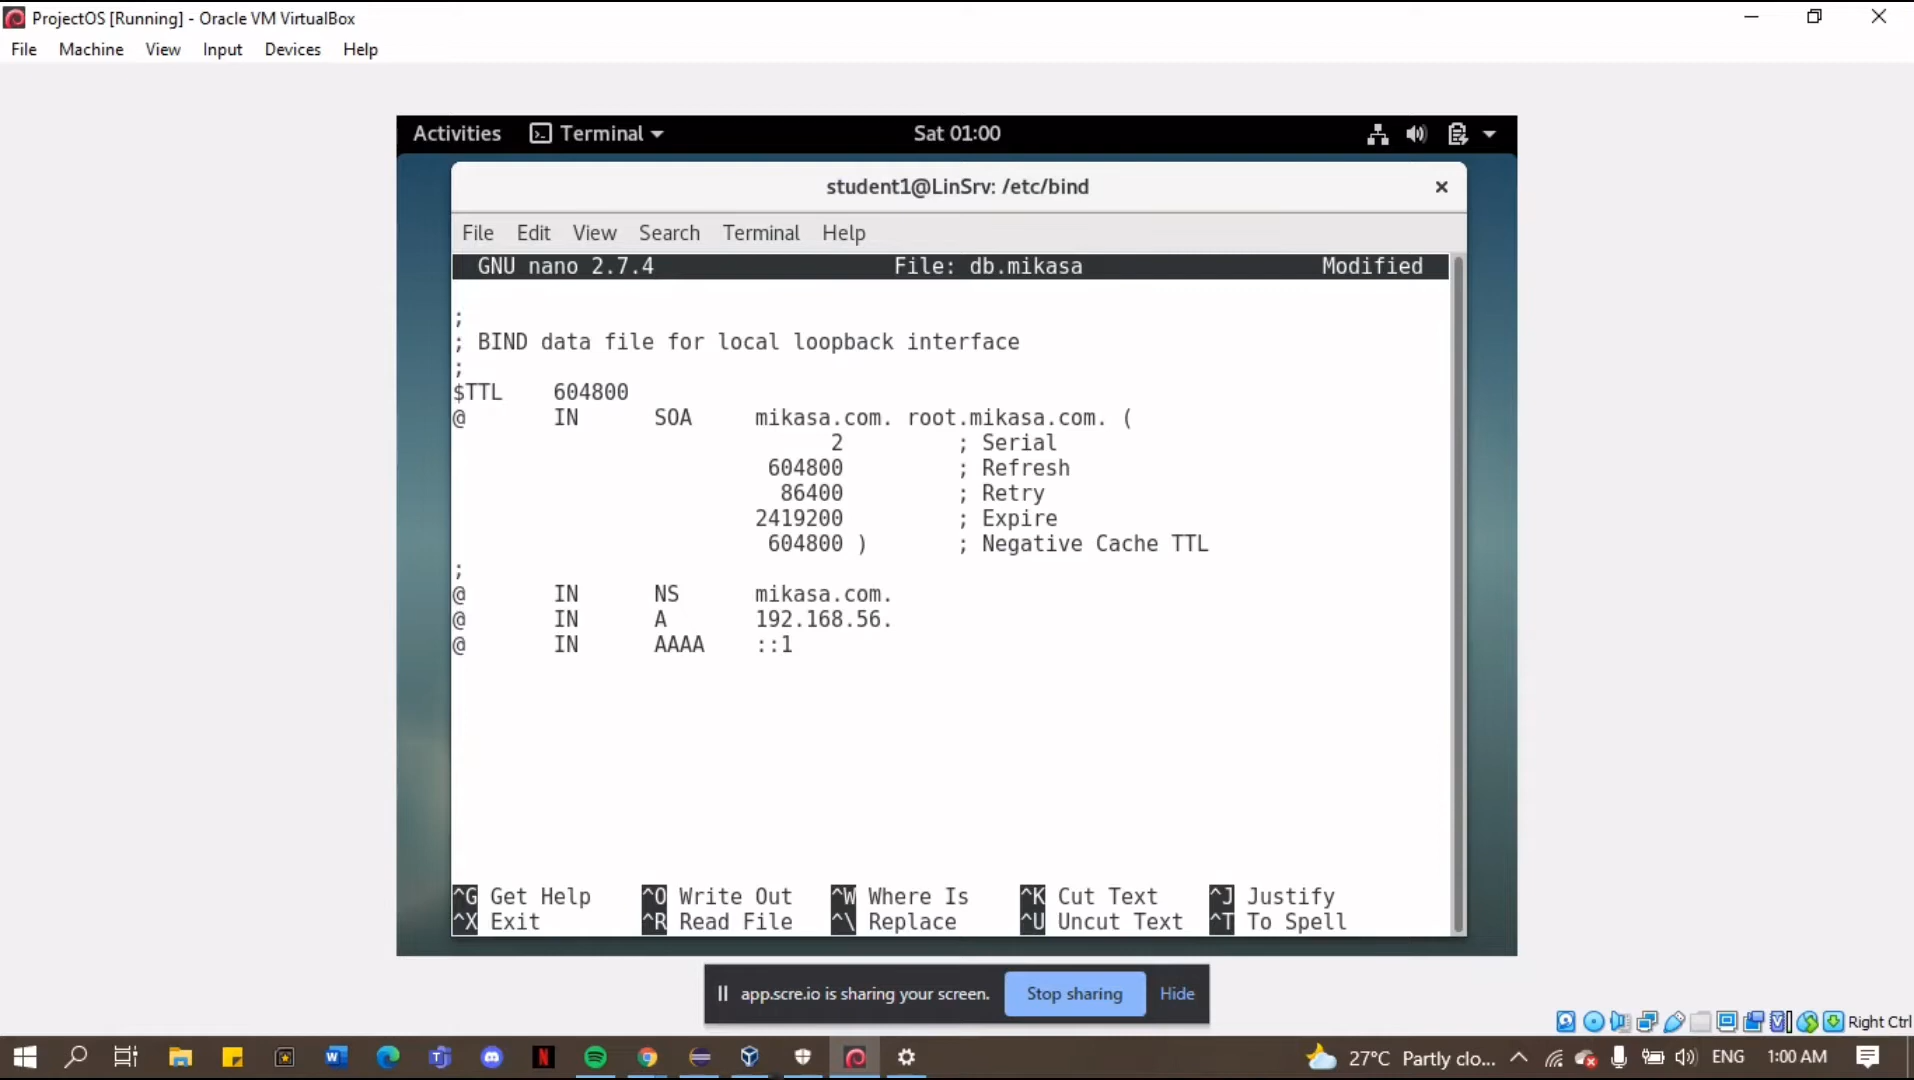 ProjectOS [Running] - Oracle VM VirtualBox
File Machine View Input Devices Help
Activities Terminal Sat 01:00
student1@LinSrv: /etc/bind
File Edit View Search Terminal Help
GNU nano 2.7.4 File: db.mikasa Modified
;
; BIND data file for local loopback interface
;
$TTL 604800
@ IN SOA mikasa.com. root.mikasa.com. (
2 ; Serial
604800 ; Refresh
86400 ; Retry
2419200 ; Expire
604800 ) ; Negative Cache TTL
;
@ IN NS mikasa.com.
@ IN A 192.168.56.
@ IN AAAA ::1
^G Get Help ^O Write Out ^W Where Is ^K Cut Text ^J Justify
^X Exit ^R Read File ^\ Replace ^U Uncut Text ^T To Spell
app.scre.io is sharing your screen. Stop sharing Hide
Right Ctrl
27°C Partly clo... ENG 1:00 AM